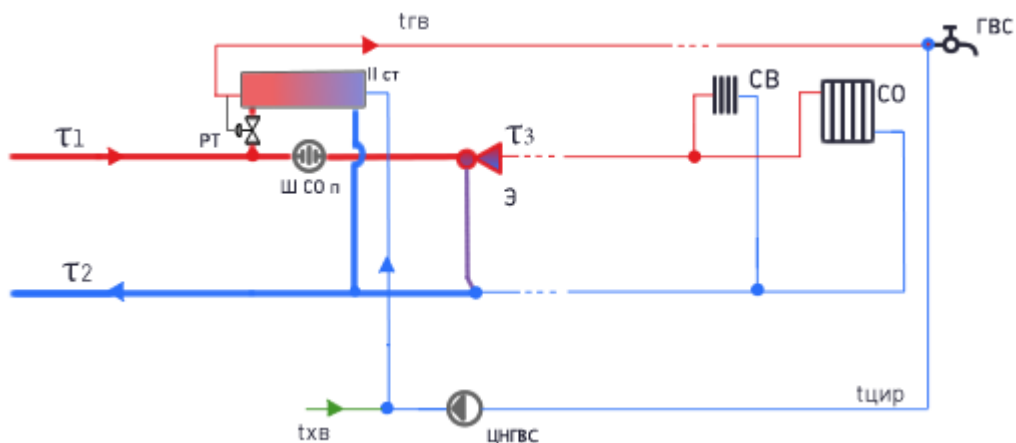 tгв
ГВС
II ст
СВ
СО
τ1
РТ
τ3
Ш СО п
Э
τ2
tцир
tхв
ЦНГВС